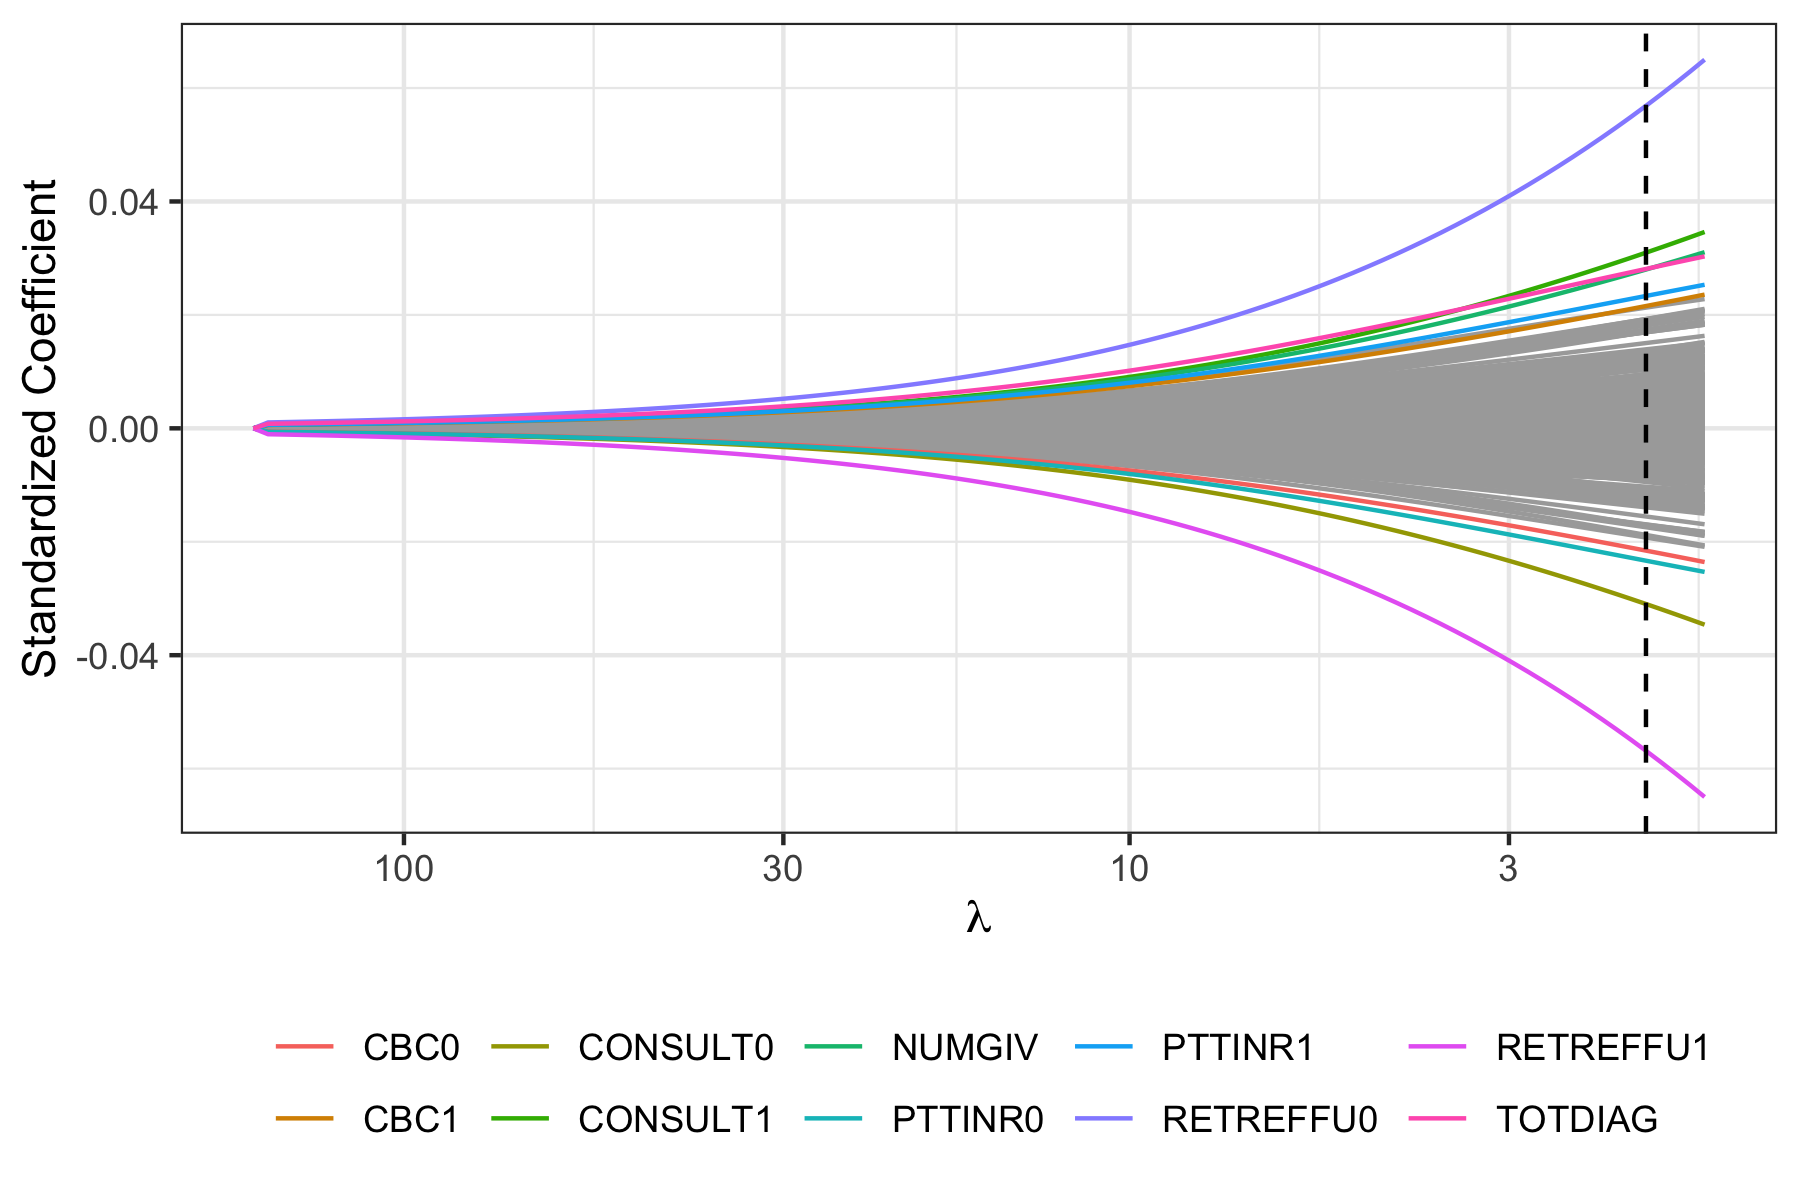 Standardized Coefficient
0.04
0.00
-0.04
100 30 10 3
λ
CBC0 CONSULT0 NUMGIV PTTINR1 RETREFFU1
CBC1 CONSULT1 PTTINR0 RETREFFU0 TOTDIAG